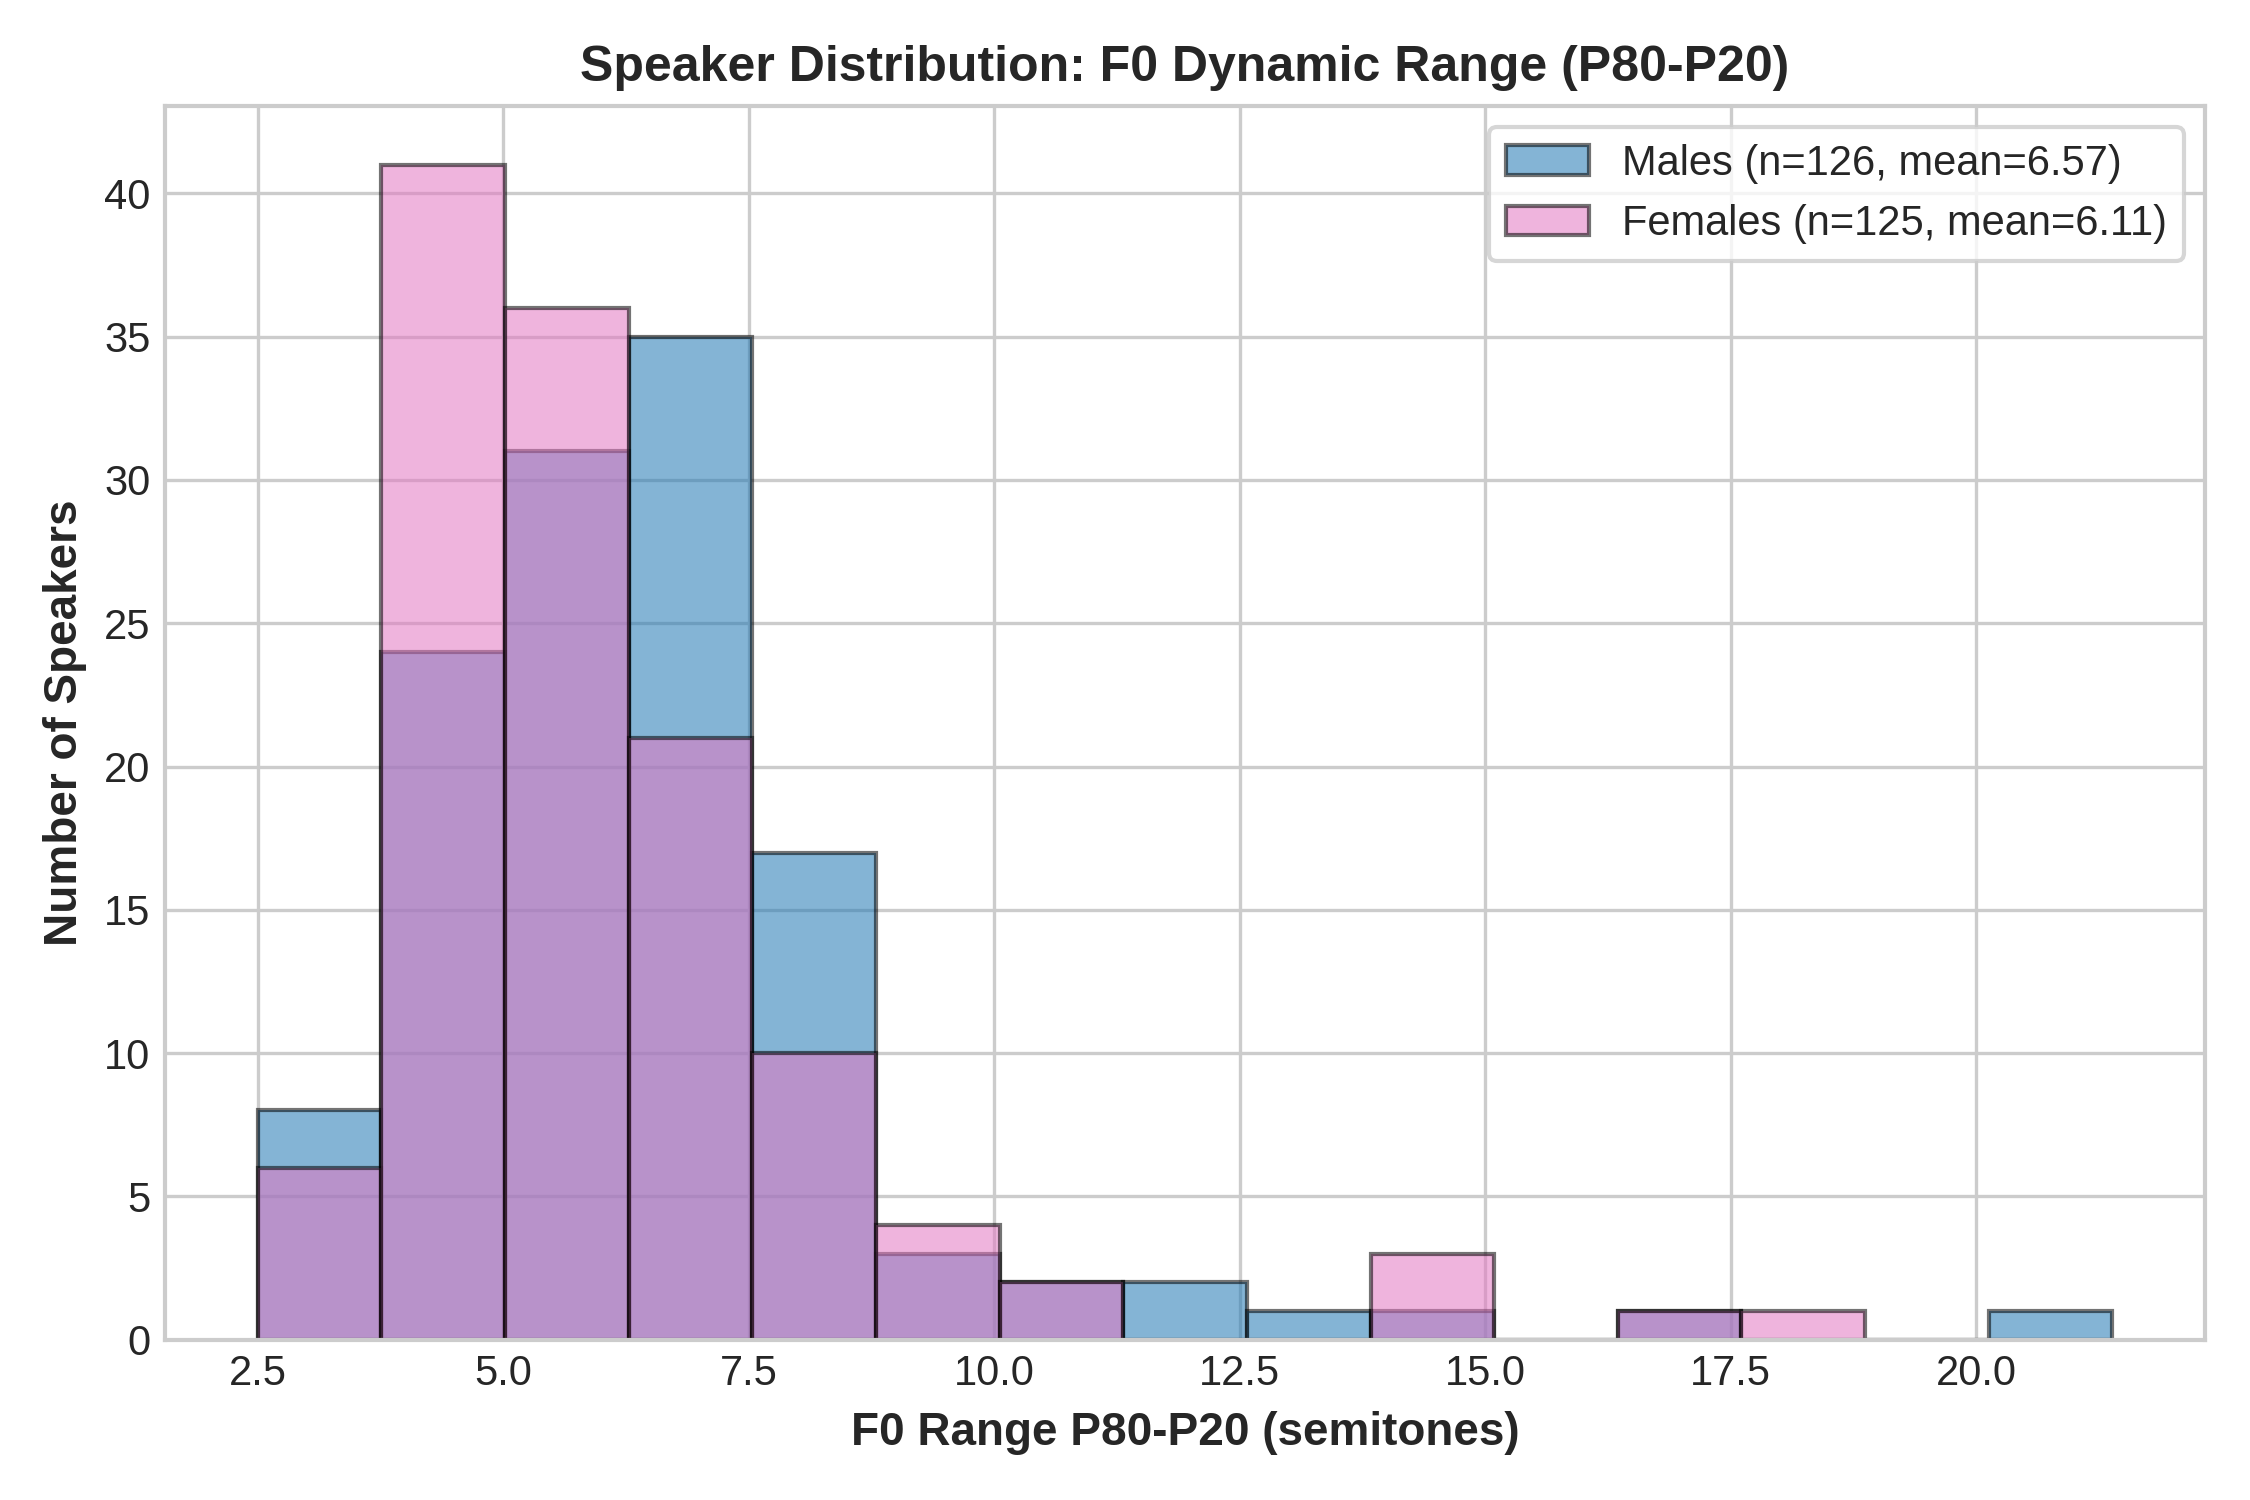 Speaker Distribution: F0 Dynamic Range (P80-P20)
Males (n=126, mean=6.57)
Females (n=125, mean=6.11)
Number of Speakers
40
35
30
25
20
15
10
5
0
2.5 5.0 7.5 10.0 12.5 15.0 17.5 20.0
F0 Range P80-P20 (semitones)